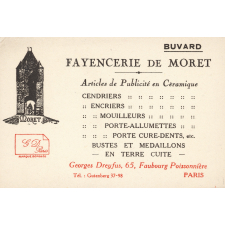 BUVARD
FAYENCERIE DE MORET
Articles de Publicité en Céramique
CENDRIERS :: :: :: :: :: ::
:: ENCRIERS :: :: :: :: ::
:: :: MOUILLEURS :: :: :: ::
:: :: PORTE-ALLUMETTES :: ::
:: :: PORTE CURE-DENTS, etc.
BUSTES ET MEDAILLONS
— EN TERRE CUITE —
MORET
Georges Dreyfus, 65, Faubourg Poissonnière
Tél. : Gutenberg 37-98 PARIS